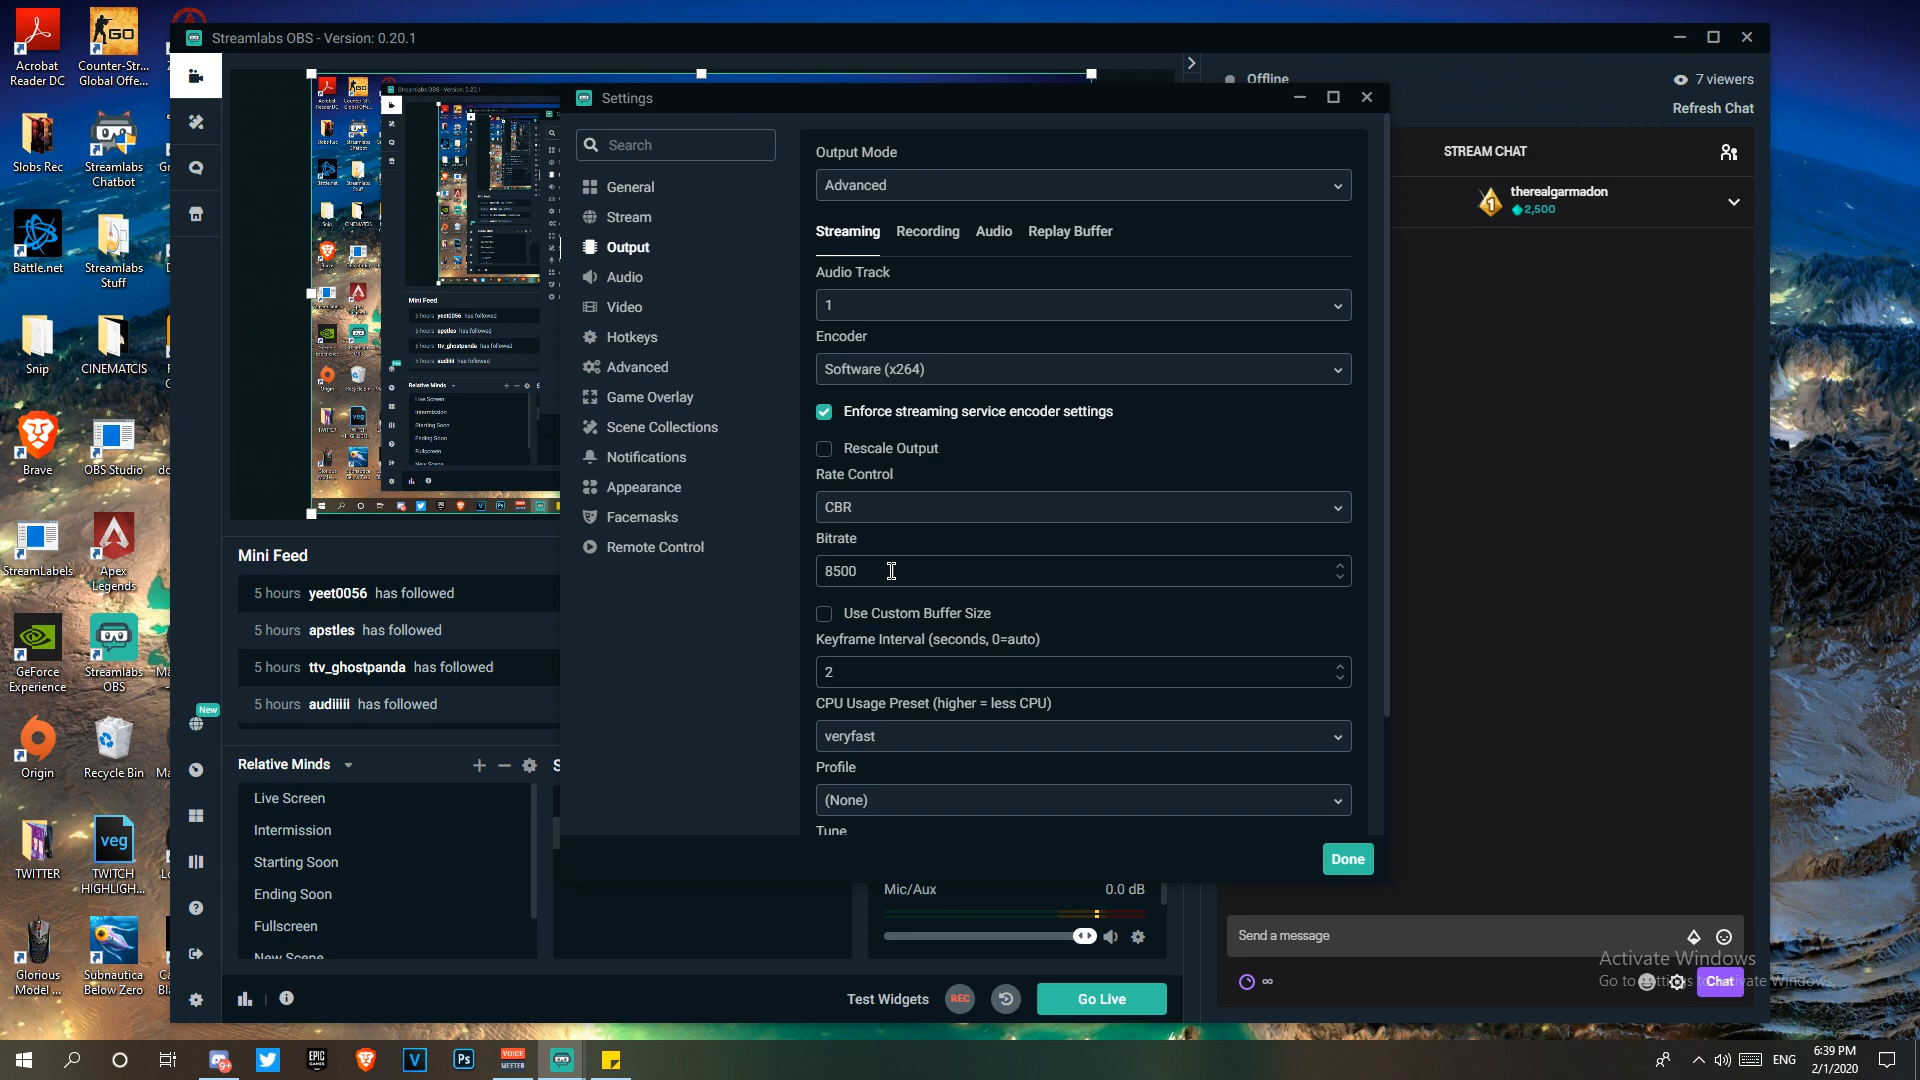 Acrobat
Reader DC
Counter-Str...
Global Offe...
Slobs Rec
Streamlabs
Chatbot
Battle.net
Streamlabs
Stuff
Snip
CINEMATCIS
Brave
OBS Studio
StreamLabels
Apex
Legends
GeForce
Experience
Streamlabs
OBS
Origin
Recycle Bin
TWITTER
TWITCH
HIGHLIGH...
Glorious
Model ...
Subnautica
Below Zero
Streamlabs OBS - Version: 0.20.1
New
Mini Feed
5 hours yeet0056 has followed
5 hours apstles has followed
5 hours ttv_ghostpanda has followed
5 hours audiiiii has followed
Relative Minds
Live Screen
Intermission
Starting Soon
Ending Soon
Fullscreen
New Scene
Settings
Search
General
Stream
Output
Audio
Video
Hotkeys
Advanced
Game Overlay
Scene Collections
Notifications
Appearance
Facemasks
Remote Control
Output Mode
Advanced
Streaming Recording Audio Replay Buffer
Audio Track
1
Encoder
Software (x264)
Enforce streaming service encoder settings
Rescale Output
Rate Control
CBR
Bitrate
8500
Use Custom Buffer Size
Keyframe Interval (seconds, 0=auto)
2
CPU Usage Preset (higher = less CPU)
veryfast
Profile
(None)
Tune
Done
Mic/Aux 0.0 dB
Test Widgets REC Go Live
Offline 7 viewers
Refresh Chat
STREAM CHAT
1 therealgarmadon
2,500
Send a message
Activate Windows
Chat
ENG
6:39 PM
2/1/2020